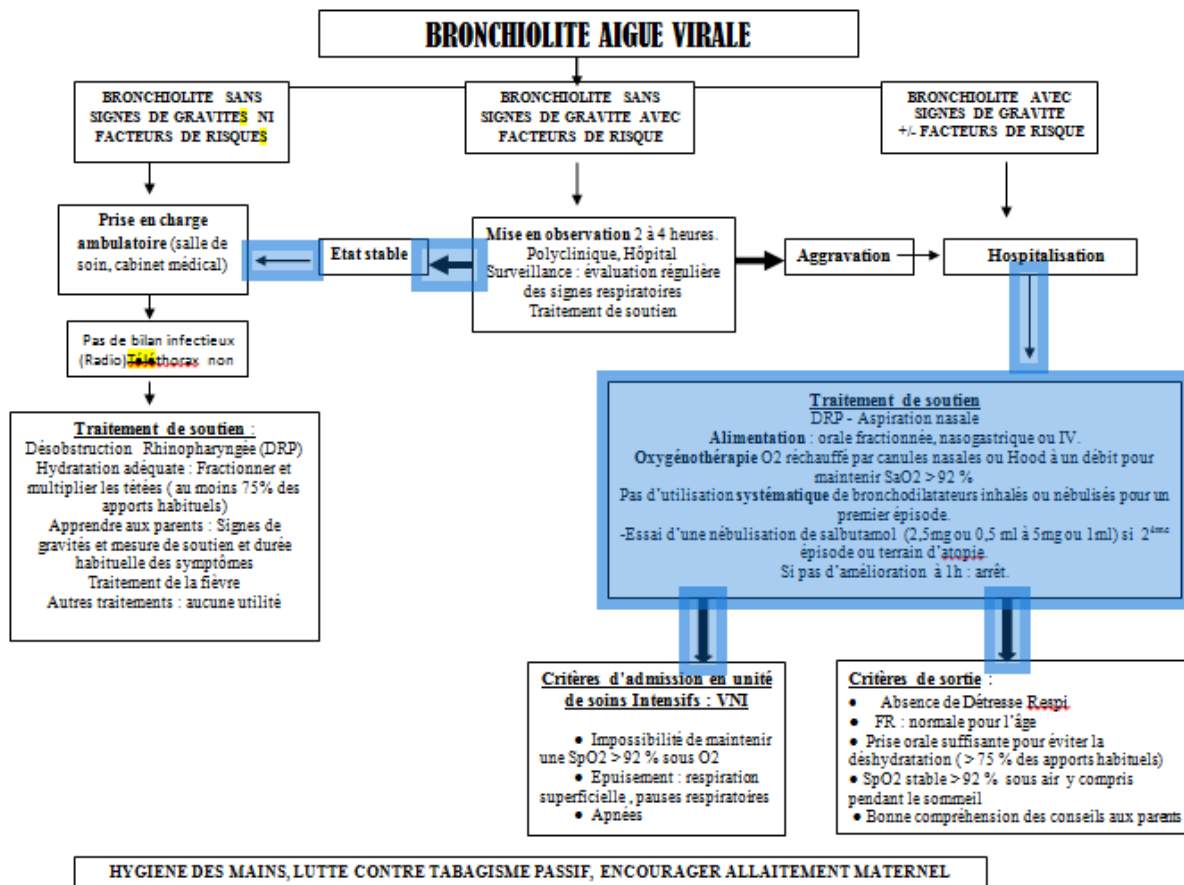 BRONCHIOLITE AIGUE VIRALE
BRONCHIOLITE SANS
SIGNES DE GRAVITES NI
FACTEURS DE RISQUES
BRONCHIOLITE SANS
SIGNES DE GRAVITE AVEC
FACTEURS DE RISQUE
BRONCHIOLITE AVEC
SIGNES DE GRAVITE
+/- FACTEURS DE RISQUE
Prise en charge
ambulatoire (salle de
soin, cabinet médical)
Etat stable
Mise en observation 2 à 4 heures.
Polyclinique, Hôpital
Surveillance : évaluation régulière
des signes respiratoires
Traitement de soutien
Aggravation
Hospitalisation
Pas de bilan infectieux
(Radio)Téléthorax non
Traitement de soutien :
Désobstruction Rhinopharyngée (DRP)
Hydratation adéquate : Fractionner et
multiplier les tétées ( au moins 75% des
apports habituels)
Apprendre aux parents : Signes de
gravités et mesure de soutien et durée
habituelle des symptômes
Traitement de la fièvre
Autres traitements : aucune utilité
Traitement de soutien
DRP - Aspiration nasale
Alimentation : orale fractionnée, nasogastrique ou IV.
Oxygénothérapie O2 réchauffé par canules nasales ou Hood à un débit pour
maintenir SaO2 > 92 %
Pas d'utilisation systématique de bronchodilatateurs inhalés ou nébulisés pour un
premier épisode.
-Essai d'une nébulisation de salbutamol (2,5mg ou 0,5 ml à 5mg ou 1ml) si 2ème
épisode ou terrain d'atopie.
Si pas d'amélioration à 1h : arrêt.
Critères d'admission en unité
de soins Intensifs : VNI
● Impossibilité de maintenir
une SpO2 > 92 % sous O2
● Epuisement : respiration
superficielle , pauses respiratoires
● Apnées
Critères de sortie :
● Absence de Détresse Respi
● FR : normale pour l'âge
● Prise orale suffisante pour éviter la
déshydratation ( > 75 % des apports habituels)
● SpO2 stable > 92 % sous air y compris
pendant le sommeil
● Bonne compréhension des conseils aux parents
HYGIENE DES MAINS, LUTTE CONTRE TABAGISME PASSIF, ENCOURAGER ALLAITEMENT MATERNEL